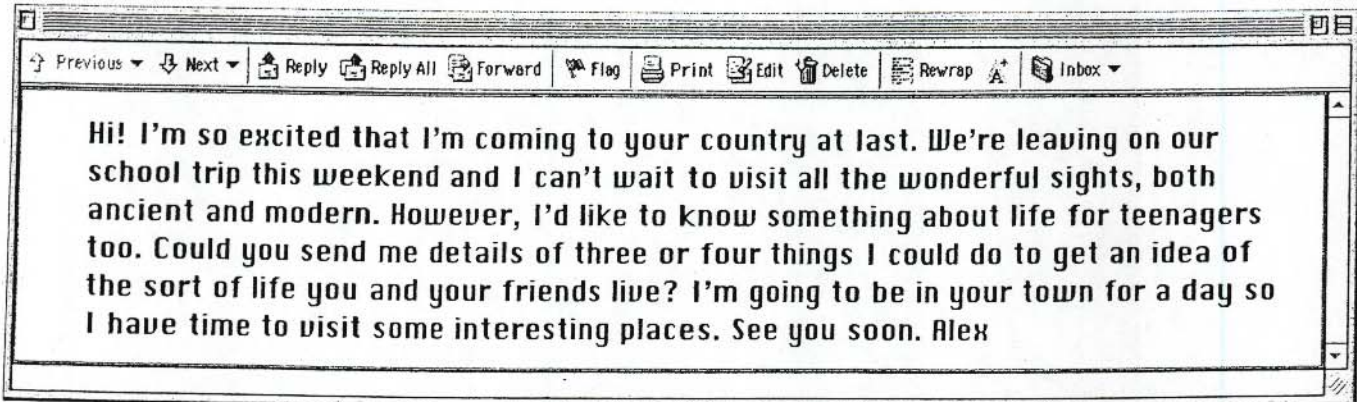 Previous Next Reply Reply All Forward Flag Print Edit Delete Rewrap A+ Inbox
Hi! I'm so excited that I'm coming to your country at last. We're leaving on our
school trip this weekend and I can't wait to visit all the wonderful sights, both
ancient and modern. However, I'd like to know something about life for teenagers
too. Could you send me details of three or four things I could do to get an idea of
the sort of life you and your friends live? I'm going to be in your town for a day so
I have time to visit some interesting places. See you soon. Alex